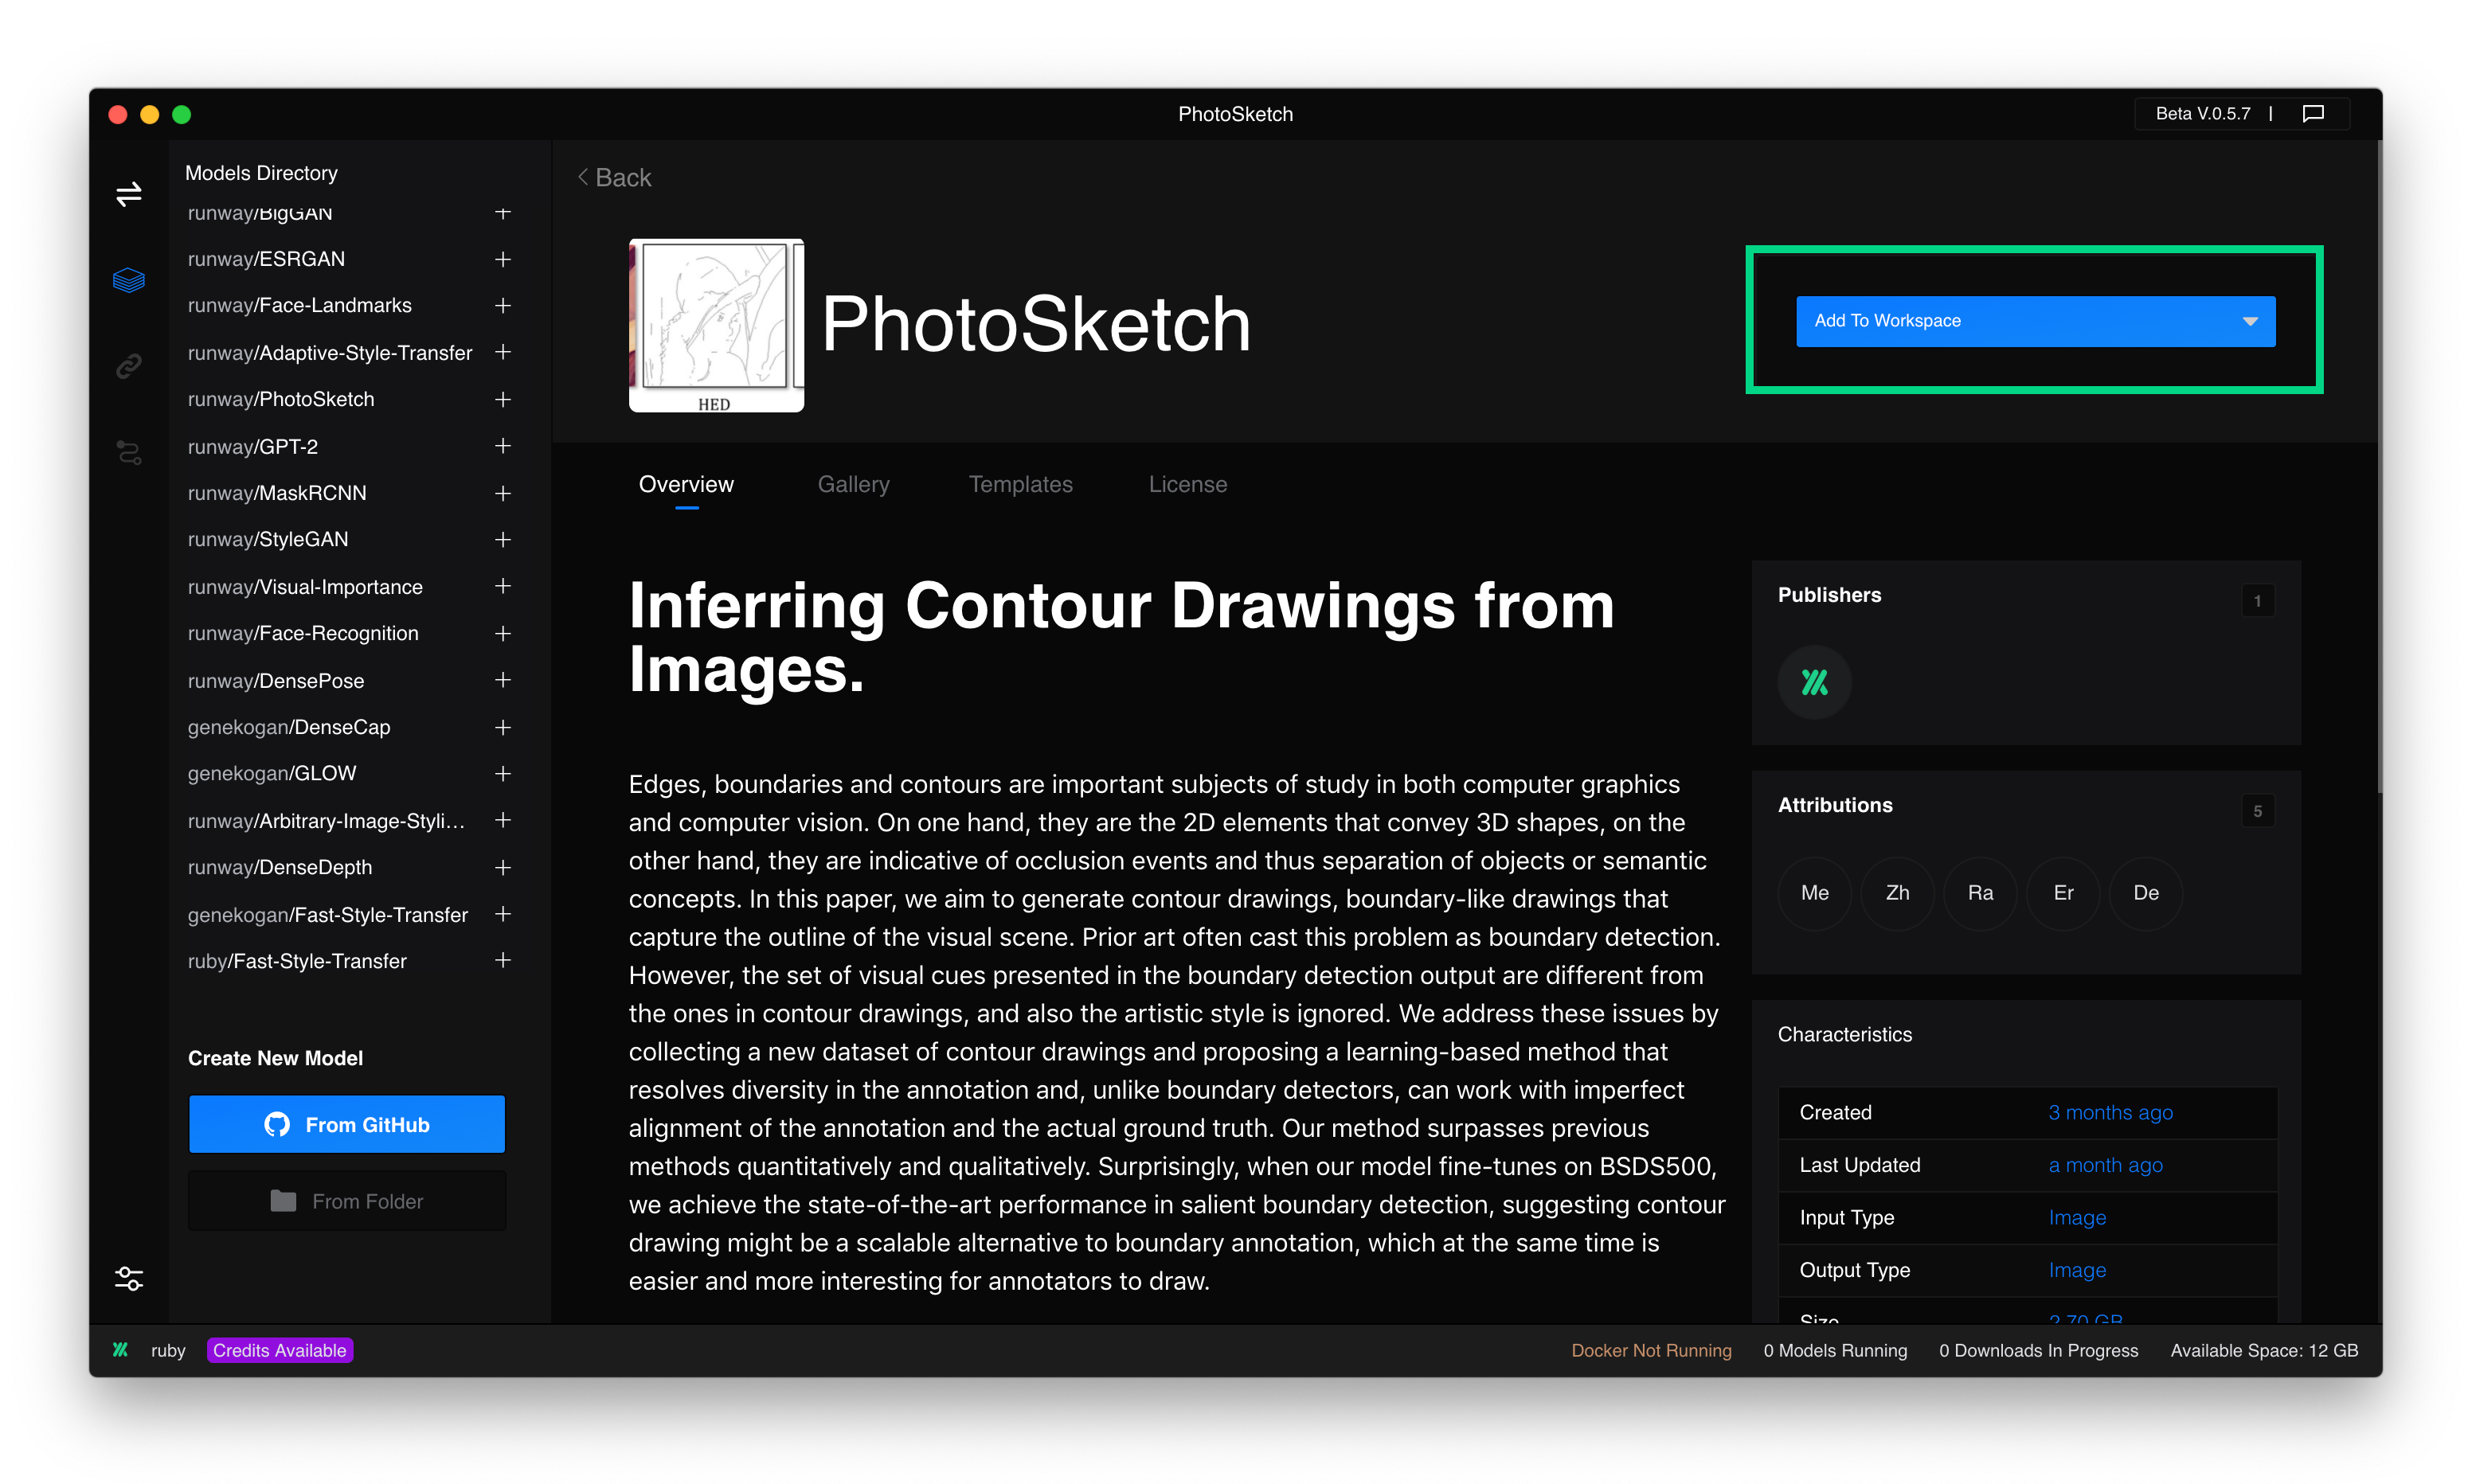 PhotoSketch
Beta V.0.5.7 |
Models Directory
runway/BigGAN +
runway/ESRGAN +
runway/Face-Landmarks +
runway/Adaptive-Style-Transfer +
runway/PhotoSketch +
runway/GPT-2 +
runway/MaskRCNN +
runway/StyleGAN +
runway/Visual-Importance +
runway/Face-Recognition +
runway/DensePose +
genekogan/DenseCap +
genekogan/GLOW +
runway/Arbitrary-Image-Styli... +
runway/DenseDepth +
genekogan/Fast-Style-Transfer +
ruby/Fast-Style-Transfer +
Create New Model
From GitHub
From Folder
Back
HED
PhotoSketch
Add To Workspace
Overview
Gallery
Templates
License
Inferring Contour Drawings from
Images.
Edges, boundaries and contours are important subjects of study in both computer graphics
and computer vision. On one hand, they are the 2D elements that convey 3D shapes, on the
other hand, they are indicative of occlusion events and thus separation of objects or semantic
concepts. In this paper, we aim to generate contour drawings, boundary-like drawings that
capture the outline of the visual scene. Prior art often cast this problem as boundary detection.
However, the set of visual cues presented in the boundary detection output are different from
the ones in contour drawings, and also the artistic style is ignored. We address these issues by
collecting a new dataset of contour drawings and proposing a learning-based method that
resolves diversity in the annotation and, unlike boundary detectors, can work with imperfect
alignment of the annotation and the actual ground truth. Our method surpasses previous
methods quantitatively and qualitatively. Surprisingly, when our model fine-tunes on BSDS500,
we achieve the state-of-the-art performance in salient boundary detection, suggesting contour
drawing might be a scalable alternative to boundary annotation, which at the same time is
easier and more interesting for annotators to draw.
Publishers
1
Attributions
5
Me Zh Ra Er De
Characteristics
Created 3 months ago
Last Updated a month ago
Input Type Image
Output Type Image
Size 2.70 GB
ruby
Credits Available
Docker Not Running
0 Models Running
0 Downloads In Progress
Available Space: 12 GB